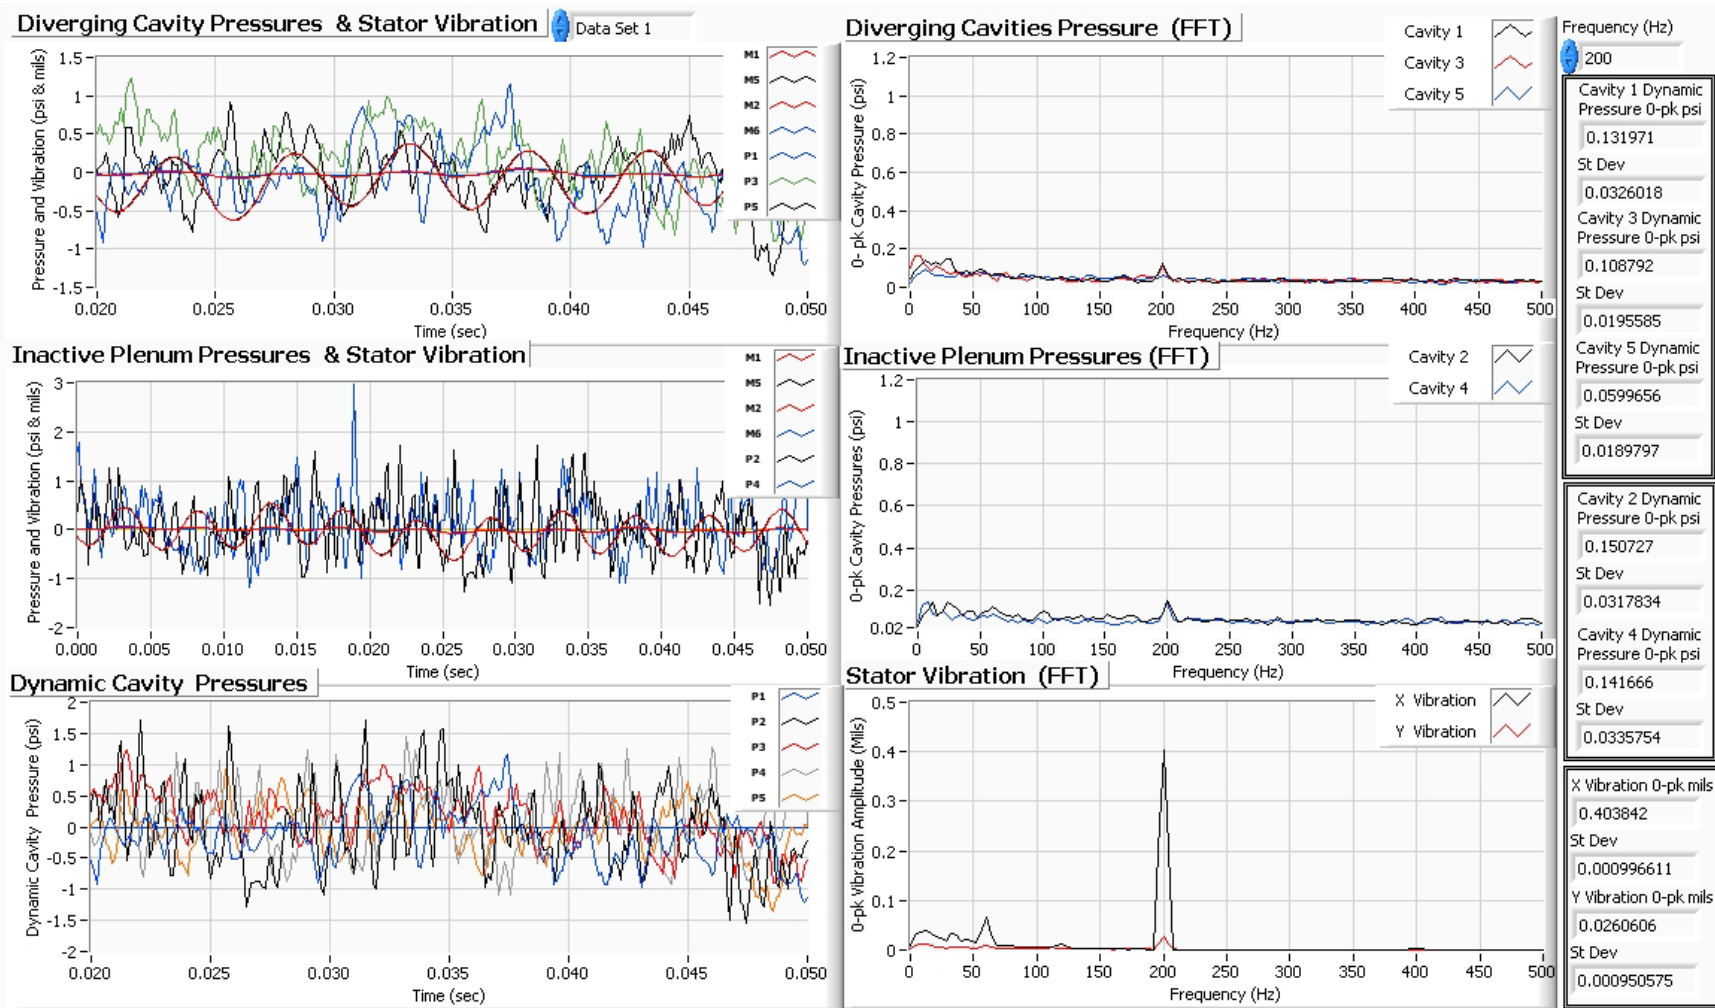 Diverging Cavity Pressures & Stator Vibration
Data Set 1
M1
M5
M2
M6
P1
P3
P5
Pressure and Vibration (psi & mils)
1.5
1
0.5
0
-0.5
-1
-1.5
0.020
0.025
0.030
0.035
0.040
0.045
0.050
Time (sec)
Diverging Cavities Pressure (FFT)
Cavity 1
Cavity 3
Cavity 5
0- pk Cavity Pressure (psi)
1.2
1
0.8
0.6
0.4
0.2
0
0
50
100
150
200
250
300
350
400
450
500
Frequency (Hz)
Frequency (Hz)
200
Cavity 1 Dynamic
Pressure 0-pk psi
0.131971
St Dev
0.0326018
Cavity 3 Dynamic
Pressure 0-pk psi
0.108792
St Dev
0.0195585
Cavity 5 Dynamic
Pressure 0-pk psi
0.0599656
St Dev
0.0189797
Inactive Plenum Pressures & Stator Vibration
M1
M5
M2
M6
P2
P4
Pressure and Vibration (psi & mils)
3
2
1
0
-1
-2
0.000
0.005
0.010
0.015
0.020
0.025
0.030
0.035
0.040
0.045
0.050
Time (sec)
Inactive Plenum Pressures (FFT)
Cavity 2
Cavity 4
0-pk Cavity Pressures (psi)
1.2
1
0.8
0.6
0.4
0.2
0.02
0
50
100
150
200
250
300
350
400
450
500
Frequency (Hz)
Cavity 2 Dynamic
Pressure 0-pk psi
0.150727
St Dev
0.0317834
Cavity 4 Dynamic
Pressure 0-pk psi
0.141666
St Dev
0.0335754
Dynamic Cavity Pressures
P1
P2
P3
P4
P5
Dynamic Cavity Pressure (psi)
2
1.5
1
0.5
0
-0.5
-1
-1.5
-2
0.020
0.025
0.030
0.035
0.040
0.045
0.050
Time (sec)
Stator Vibration (FFT)
X Vibration
Y Vibration
0-pk Vibration Amplitude (Mils)
0.5
0.4
0.3
0.2
0.1
0
0
50
100
150
200
250
300
350
400
450
500
Frequency (Hz)
X Vibration 0-pk mils
0.403842
St Dev
0.000996611
Y Vibration 0-pk mils
0.0260606
St Dev
0.000950575